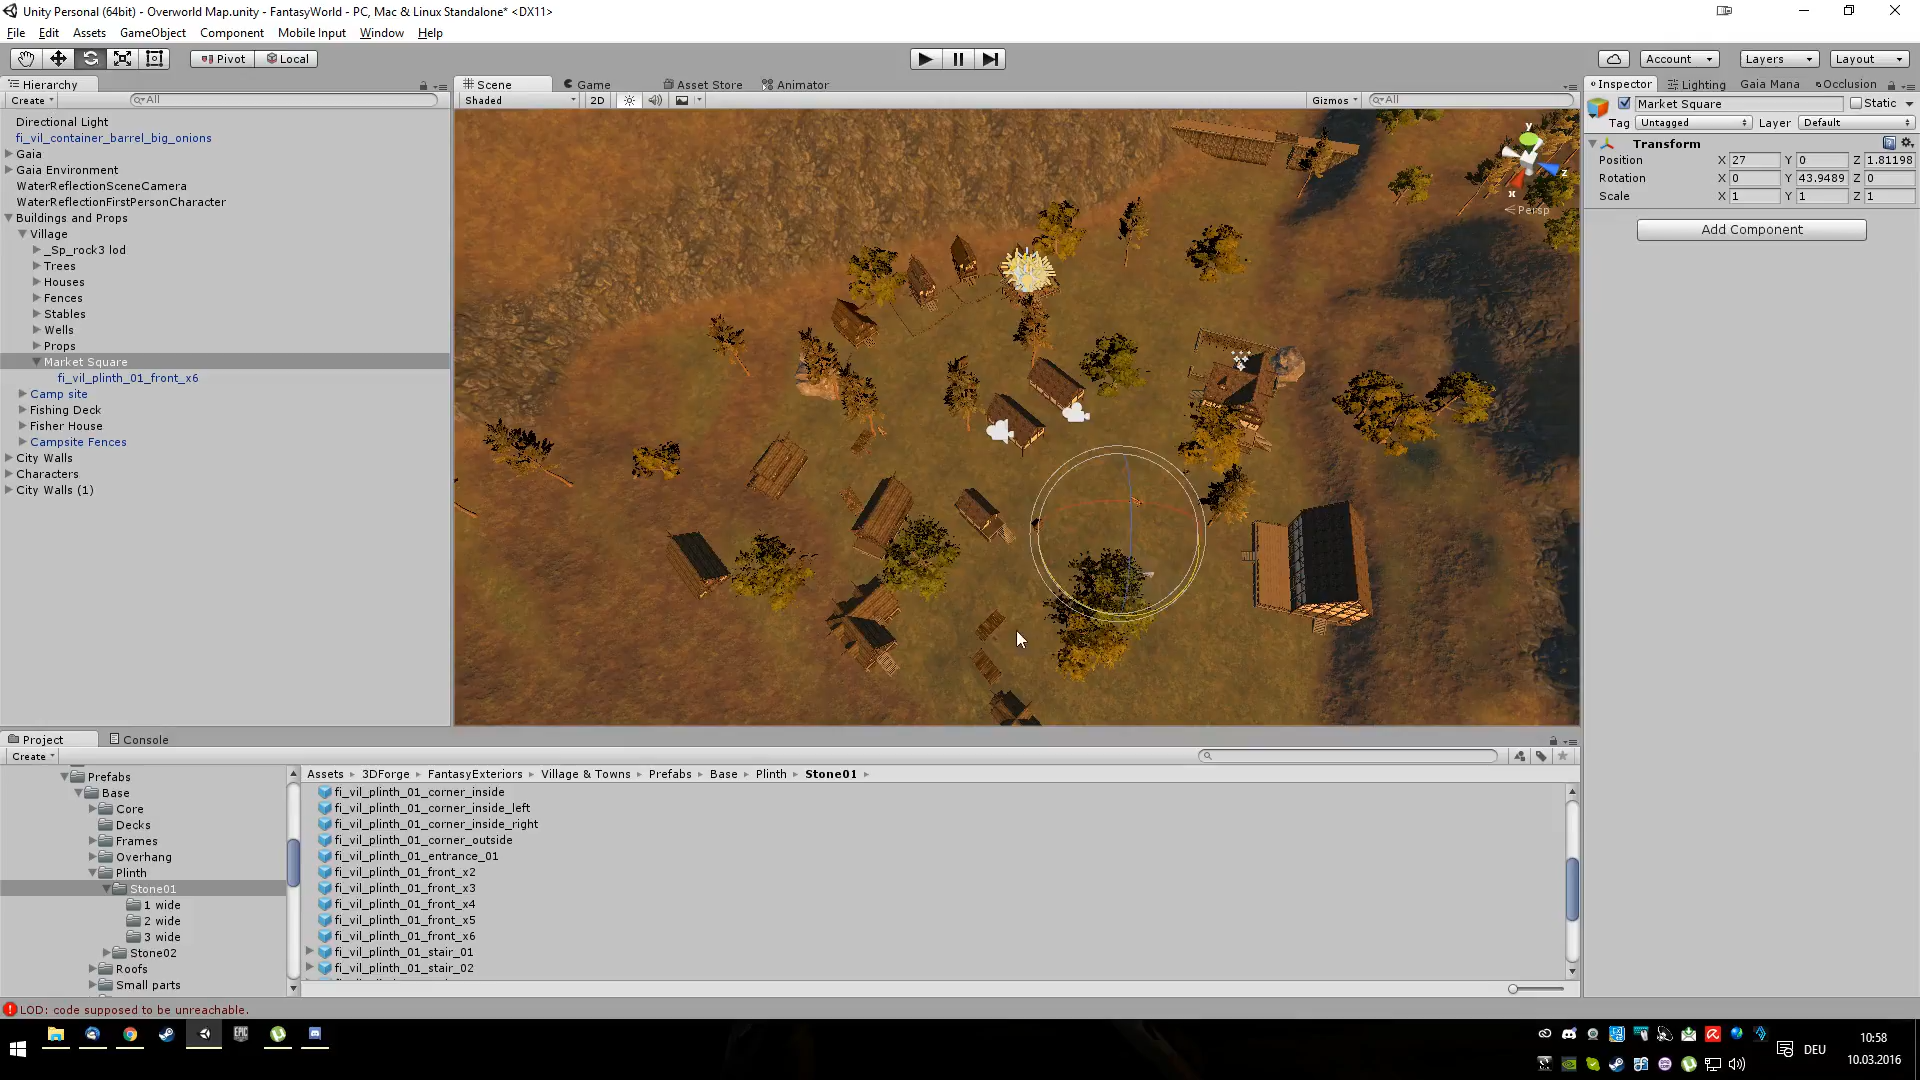 Unity Personal (64bit) - Overworld Map.unity - FantasyWorld - PC, Mac & Linux Standalone* <DX11>
File Edit Assets GameObject Component Mobile Input Window Help
Pivot Local Account Layers Layout
Hierarchy Scene Game Asset Store Animator Inspector Lighting Gaia Mana Occlusion
Create All Shaded 2D Gizmos All Market Square Static
Tag Untagged Layer Default
Directional Light
fi_vil_container_barrel_big_onions
Gaia
Gaia Environment
WaterReflectionSceneCamera
WaterReflectionFirstPersonCharacter
Buildings and Props
Village
_Sp_rock3 lod
Trees
Houses
Fences
Stables
Wells
Props
Market Square
fi_vil_plinth_01_front_x6
Camp site
Fishing Deck
Fisher House
Campsite Fences
City Walls
Characters
City Walls (1)
y
z
x
Persp
Transform
Position X 27 Y 0 Z 1.81198
Rotation X 0 Y 43.9489 Z 0
Scale X 1 Y 1 Z 1
Add Component
Project Console
Create
Prefabs
Base
Core
Decks
Frames
Overhang
Plinth
Stone01
1 wide
2 wide
3 wide
Stone02
Roofs
Small parts
Assets 3DForge FantasyExteriors Village & Towns Prefabs Base Plinth Stone01
fi_vil_plinth_01_corner_inside
fi_vil_plinth_01_corner_inside_left
fi_vil_plinth_01_corner_inside_right
fi_vil_plinth_01_corner_outside
fi_vil_plinth_01_entrance_01
fi_vil_plinth_01_front_x2
fi_vil_plinth_01_front_x3
fi_vil_plinth_01_front_x4
fi_vil_plinth_01_front_x5
fi_vil_plinth_01_front_x6
fi_vil_plinth_01_stair_01
fi_vil_plinth_01_stair_02
LOD: code supposed to be unreachable.
EPIC
DEU
10:58
10.03.2016